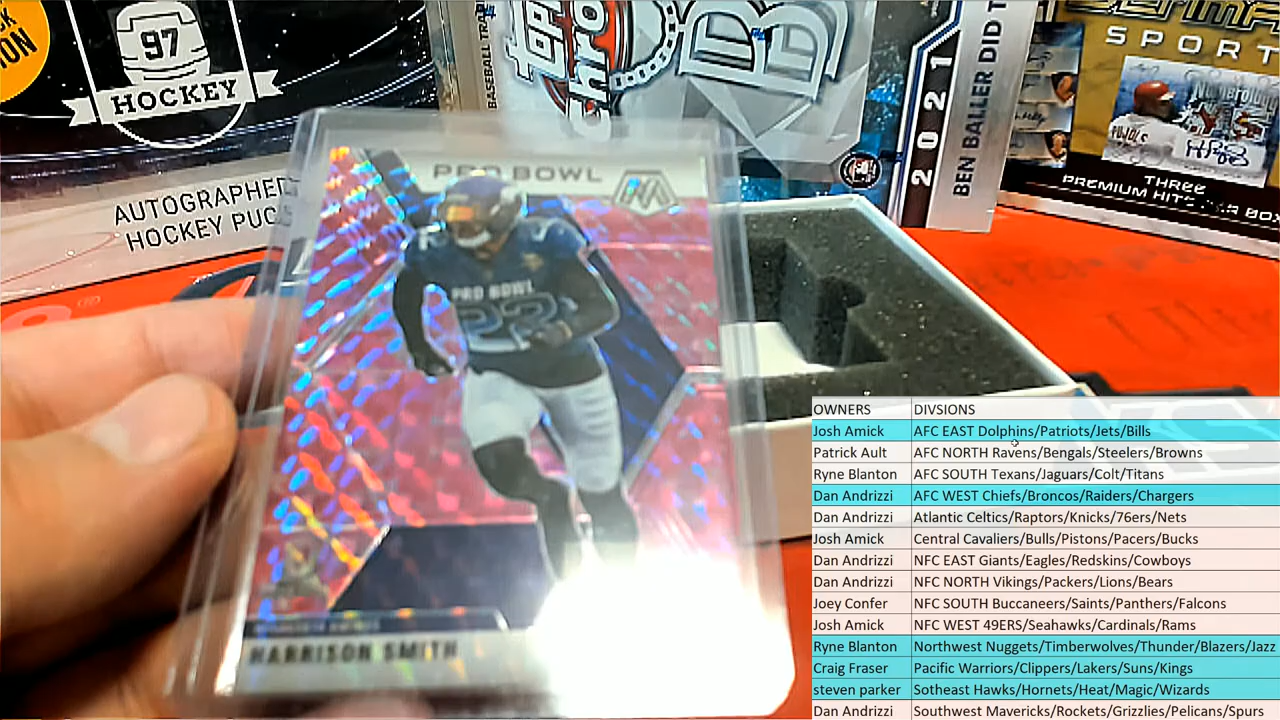 97
HOCKEY
AUTOGRAPHED
HOCKEY PUC
BASEBALL TRA
2021
BEN BALLER DID T
SPORT
PUJOLS
THREE
PREMIUM HITS PER BOX
PRO BOWL
PRO BOWL
22
HARRISON SMITH
OWNERS DIVSIONS
Josh Amick AFC EAST Dolphins/Patriots/Jets/Bills
Patrick Ault AFC NORTH Ravens/Bengals/Steelers/Browns
Ryne Blanton AFC SOUTH Texans/Jaguars/Colt/Titans
Dan Andrizzi AFC WEST Chiefs/Broncos/Raiders/Chargers
Dan Andrizzi Atlantic Celtics/Raptors/Knicks/76ers/Nets
Josh Amick Central Cavaliers/Bulls/Pistons/Pacers/Bucks
Dan Andrizzi NFC EAST Giants/Eagles/Redskins/Cowboys
Dan Andrizzi NFC NORTH Vikings/Packers/Lions/Bears
Joey Confer NFC SOUTH Buccaneers/Saints/Panthers/Falcons
Josh Amick NFC WEST 49ERS/Seahawks/Cardinals/Rams
Ryne Blanton Northwest Nuggets/Timberwolves/Thunder/Blazers/Jazz
Craig Fraser Pacific Warriors/Clippers/Lakers/Suns/Kings
steven parker Sotheast Hawks/Hornets/Heat/Magic/Wizards
Dan Andrizzi Southwest Mavericks/Rockets/Grizzlies/Pelicans/Spurs